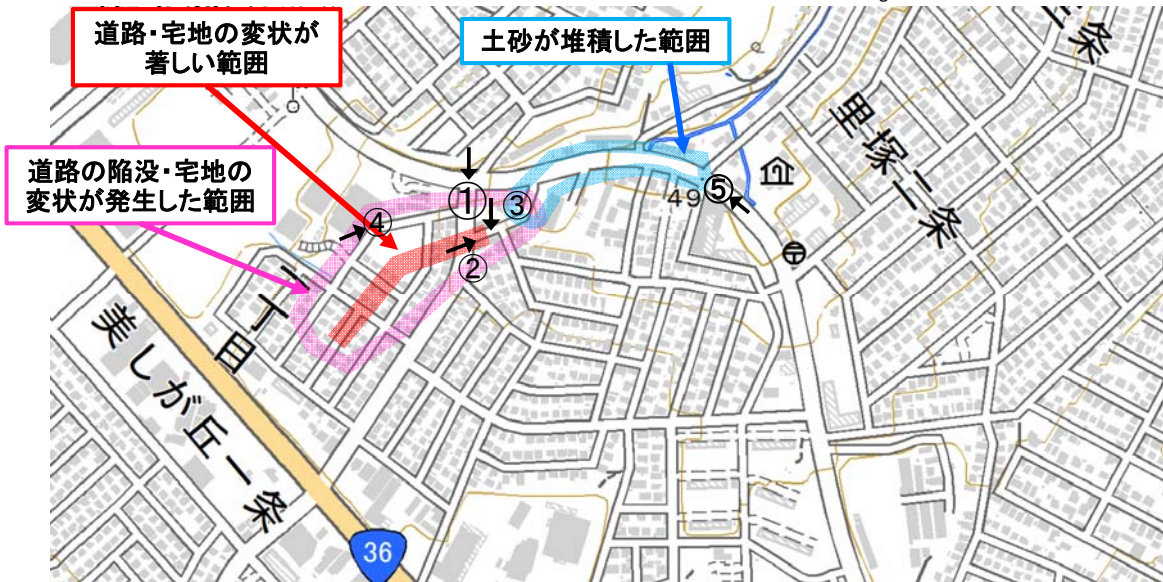 道路・宅地の変状が
著しい範囲
土砂が堆積した範囲
道路の陥没・宅地の
変状が発生した範囲
里塚二条
条
①
②
③
④
⑤
49
一丁目
美しが丘一条
36